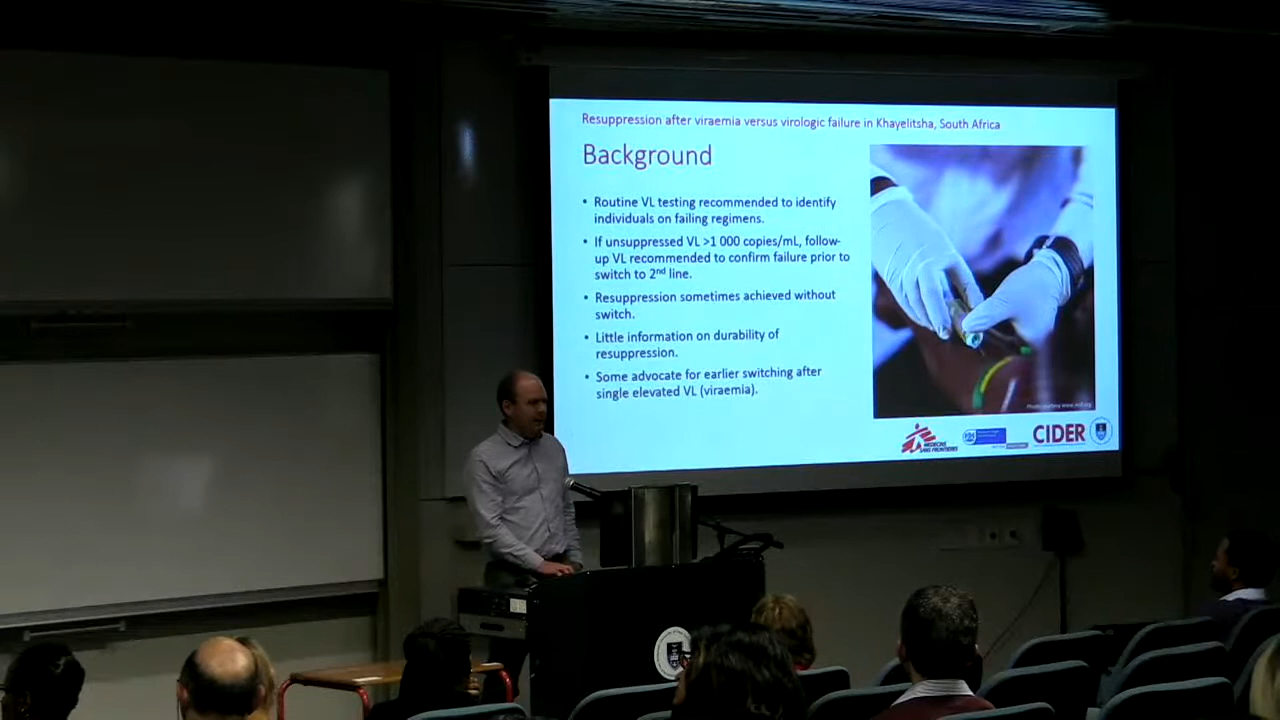 Resuppression after viraemia versus virologic failure in Khayelitsha, South Africa
Background
• Routine VL testing recommended to identify
individuals on failing regimens.
• If unsuppressed VL >1 000 copies/mL, follow-
up VL recommended to confirm failure prior to
switch to 2nd line.
• Resuppression sometimes achieved without
switch.
• Little information on durability of
resuppression.
• Some advocate for earlier switching after
single elevated VL (viraemia).
MEDECINS
SANS FRONTIERES
CIDER